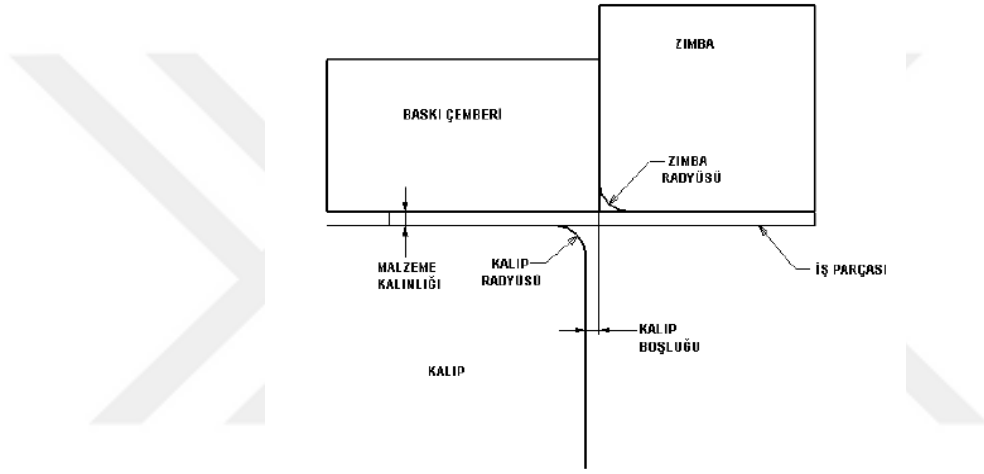 ZIMBA
BASKI ÇEMBERİ
ZIMBA
RADYÜSÜ
MALZEME
KALINLIĞI
KALIP
RADYÜSÜ
İŞ PARÇASI
KALIP
BOŞLUĞU
KALIP